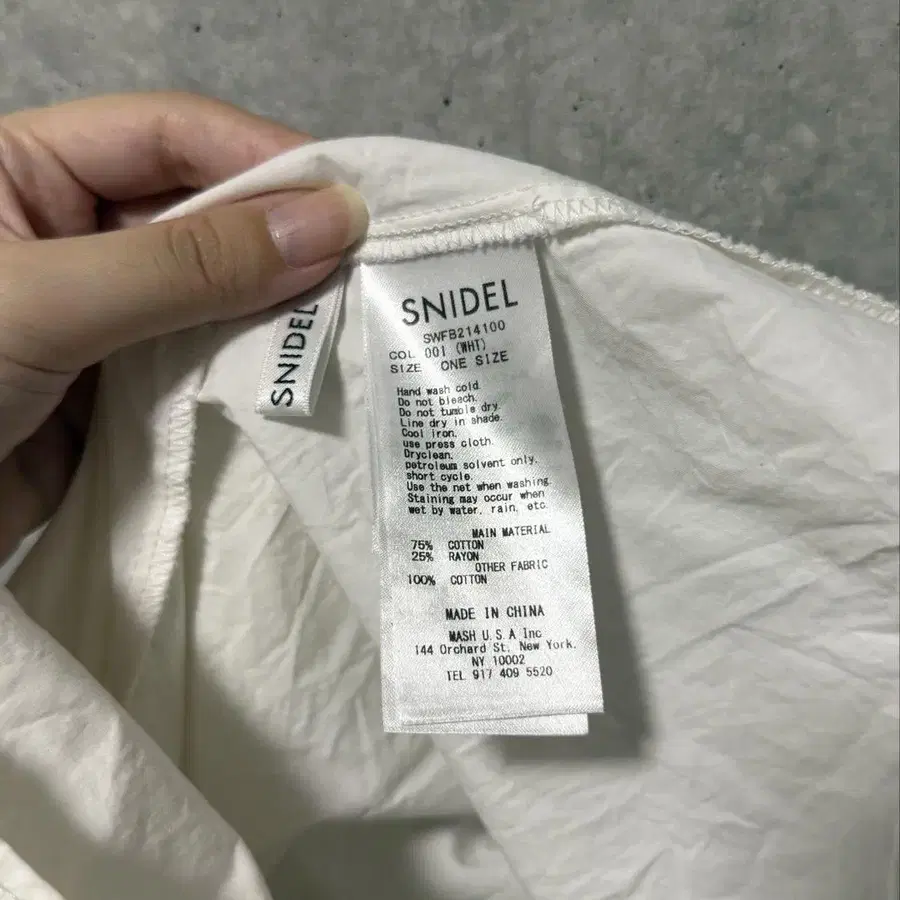 SNIDEL
SNIDEL
SWFB214100
COL 001 (WHT)
SIZE ONE SIZE
Hand wash cold.
Do not bleach.
Do not tumble dry.
Line dry in shade.
Cool iron.
use press cloth.
Dryclean.
petroleum solvent only.
short cycle.
Use the net when washing.
Staining may occur when
wet by water, rain, etc.
MAIN MATERIAL
75% COTTON
25% RAYON
OTHER FABRIC
100% COTTON
MADE IN CHINA
MASH U.S.A Inc
144 Orchard St, New York,
NY 10002
TEL 917 409 5520